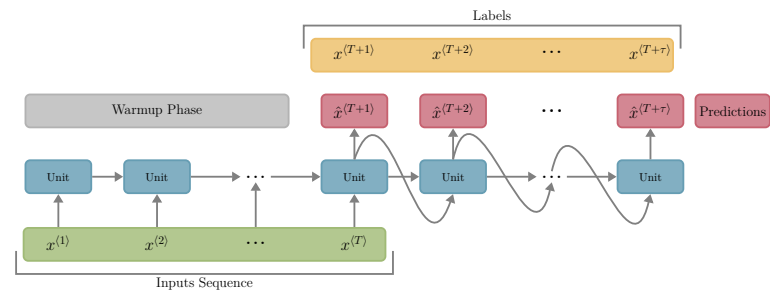 Labels
x^⟨T+1⟩ x^⟨T+2⟩ ... x^⟨T+τ⟩
Warmup Phase x̂^⟨T+1⟩ x̂^⟨T+2⟩ ... x̂^⟨T+τ⟩ Predictions
Unit Unit ... Unit Unit ... Unit
x^⟨1⟩ x^⟨2⟩ ... x^⟨T⟩
Inputs Sequence